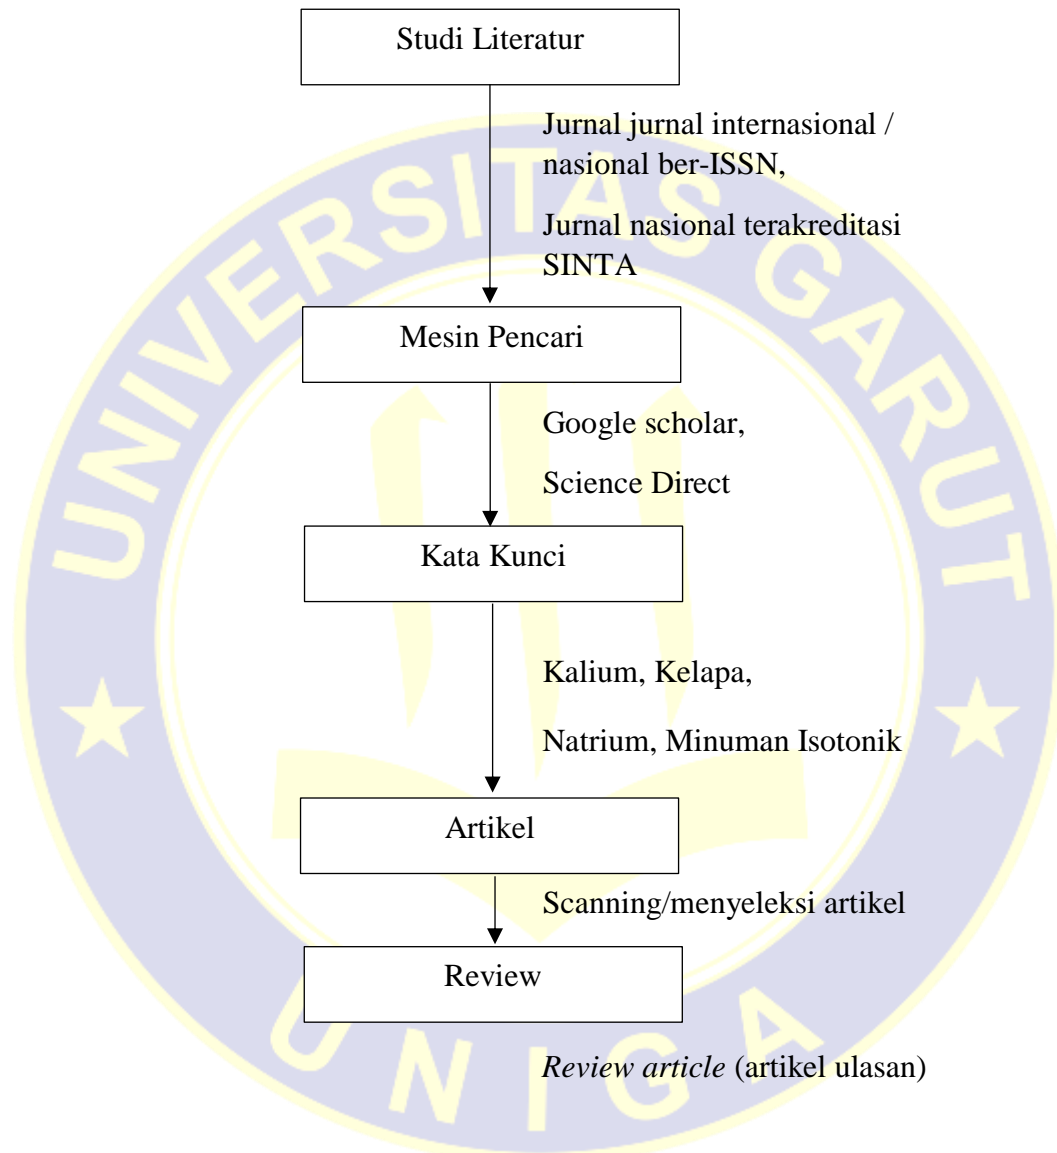 Studi Literatur
Jurnal jurnal internasional /
nasional ber-ISSN,
Jurnal nasional terakreditasi
SINTA
Mesin Pencari
Google scholar,
Science Direct
Kata Kunci
Kalium, Kelapa,
Natrium, Minuman Isotonik
Artikel
Scanning/menyeleksi artikel
Review
Review article (artikel ulasan)
UNIVERSITAS GARUT
UNIGA